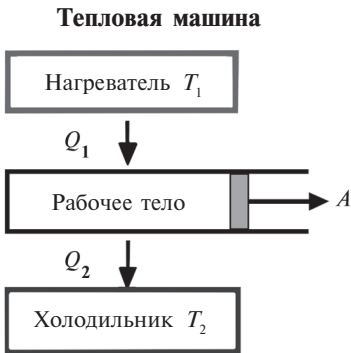 Тепловая машина
Нагреватель T₁
Q₁
Рабочее тело
A
Q₂
Холодильник T₂